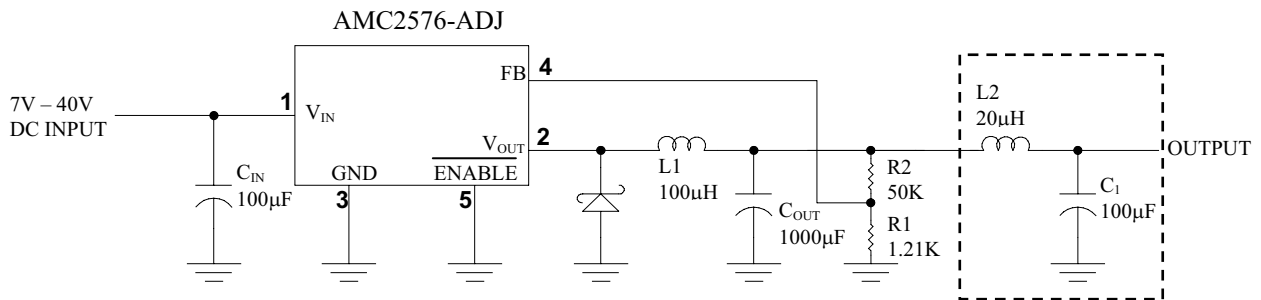 AMC2576-ADJ
7V – 40V
DC INPUT
1
V_IN
FB
4
V_OUT
2
GND
3
ENABLE
5
C_IN
100µF
L1
100µH
C_OUT
1000µF
R2
50K
R1
1.21K
L2
20µH
C_1
100µF
OUTPUT